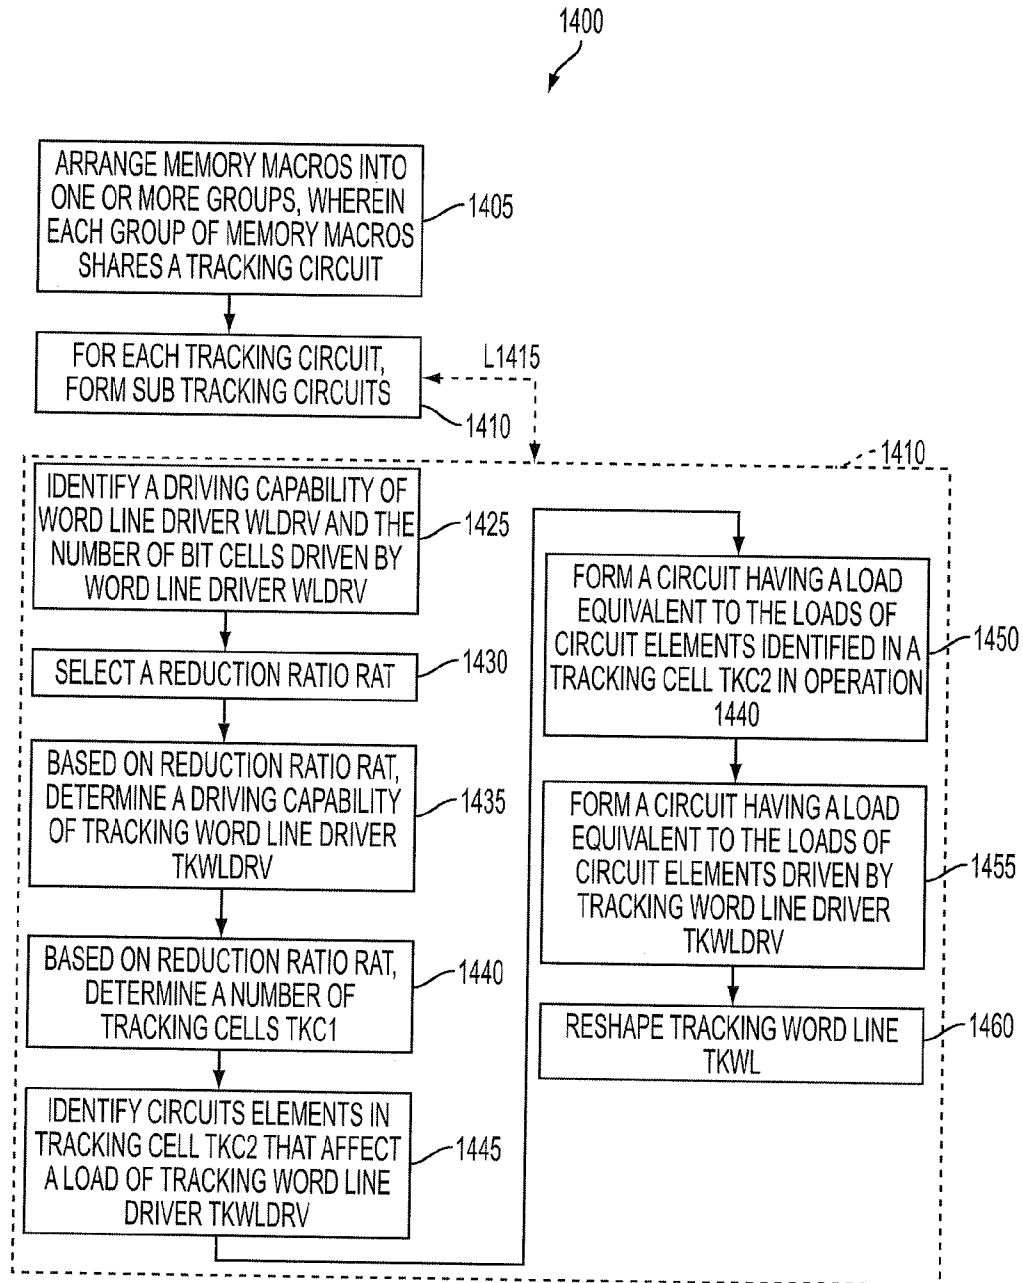 1400
ARRANGE MEMORY MACROS INTO
ONE OR MORE GROUPS, WHEREIN
EACH GROUP OF MEMORY MACROS
SHARES A TRACKING CIRCUIT
1405
FOR EACH TRACKING CIRCUIT,
FORM SUB TRACKING CIRCUITS
1410
L1415
1410
IDENTIFY A DRIVING CAPABILITY OF
WORD LINE DRIVER WLDRV AND THE
NUMBER OF BIT CELLS DRIVEN BY
WORD LINE DRIVER WLDRV
1425
SELECT A REDUCTION RATIO RAT
1430
BASED ON REDUCTION RATIO RAT,
DETERMINE A DRIVING CAPABILITY
OF TRACKING WORD LINE DRIVER
TKWLDRV
1435
BASED ON REDUCTION RATIO RAT,
DETERMINE A NUMBER OF
TRACKING CELLS TKC1
1440
IDENTIFY CIRCUITS ELEMENTS IN
TRACKING CELL TKC2 THAT AFFECT
A LOAD OF TRACKING WORD LINE
DRIVER TKWLDRV
1445
FORM A CIRCUIT HAVING A LOAD
EQUIVALENT TO THE LOADS OF
CIRCUIT ELEMENTS IDENTIFIED IN A
TRACKING CELL TKC2 IN OPERATION
1440
1450
FORM A CIRCUIT HAVING A LOAD
EQUIVALENT TO THE LOADS OF
CIRCUIT ELEMENTS DRIVEN BY
TRACKING WORD LINE DRIVER
TKWLDRV
1455
RESHAPE TRACKING WORD LINE
TKWL
1460